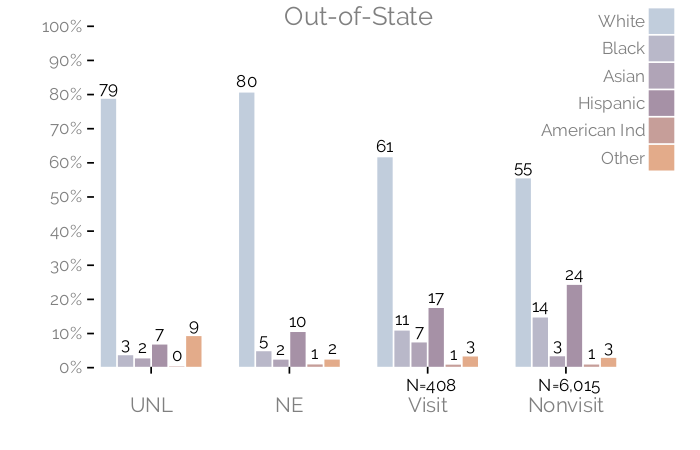 Out-of-State
White
Black
Asian
Hispanic
American Ind
Other
100%
90%
80%
70%
60%
50%
40%
30%
20%
10%
0%
79
3
2
7
0
9
80
5
2
10
1
2
61
11
7
17
1
3
55
14
3
24
1
3
N=408
N=6,015
UNL
NE
Visit
Nonvisit